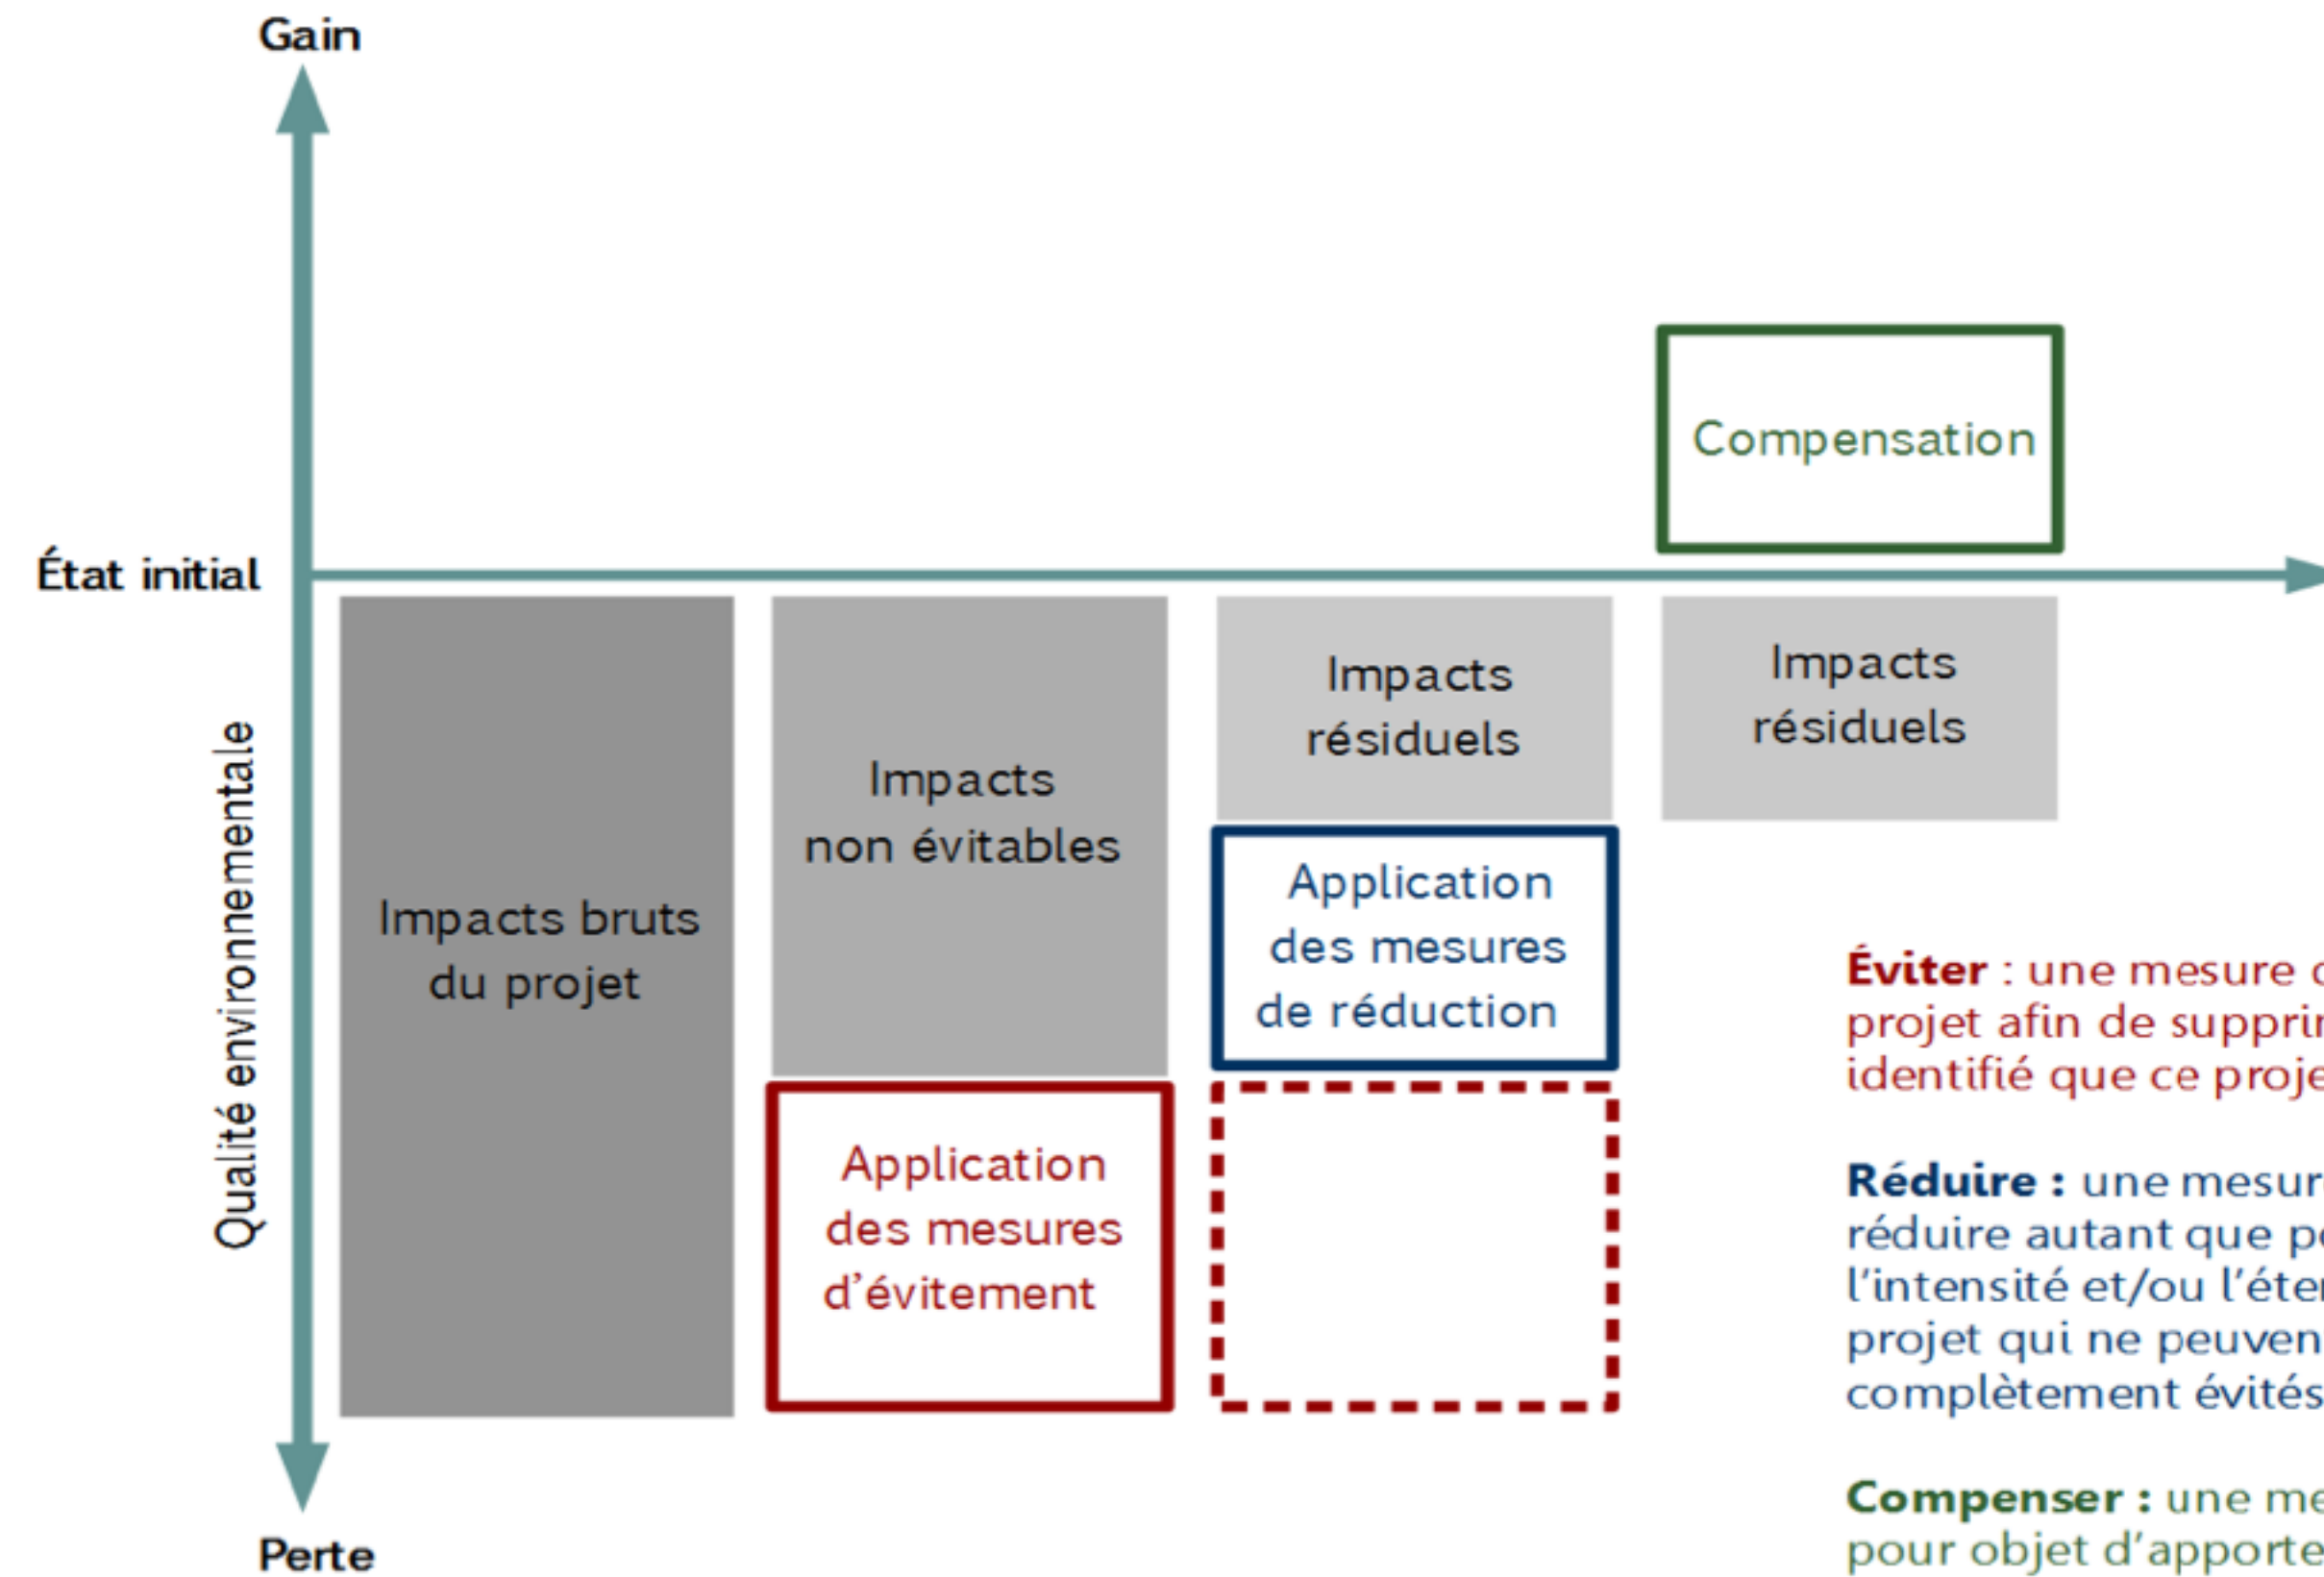 Gain
État initial
Qualité environnementale
Perte
Impacts bruts
du projet
Impacts
non évitables
Application
des mesures
d'évitement
Impacts
résiduels
Application
des mesures
de réduction
Compensation
Impacts
résiduels
Éviter : une mesure
projet afin de
identifié que ce
Réduire : une
réduire autant que
l'intensité et/ou
projet qui ne
complètement évités
Compenser : une
pour objet